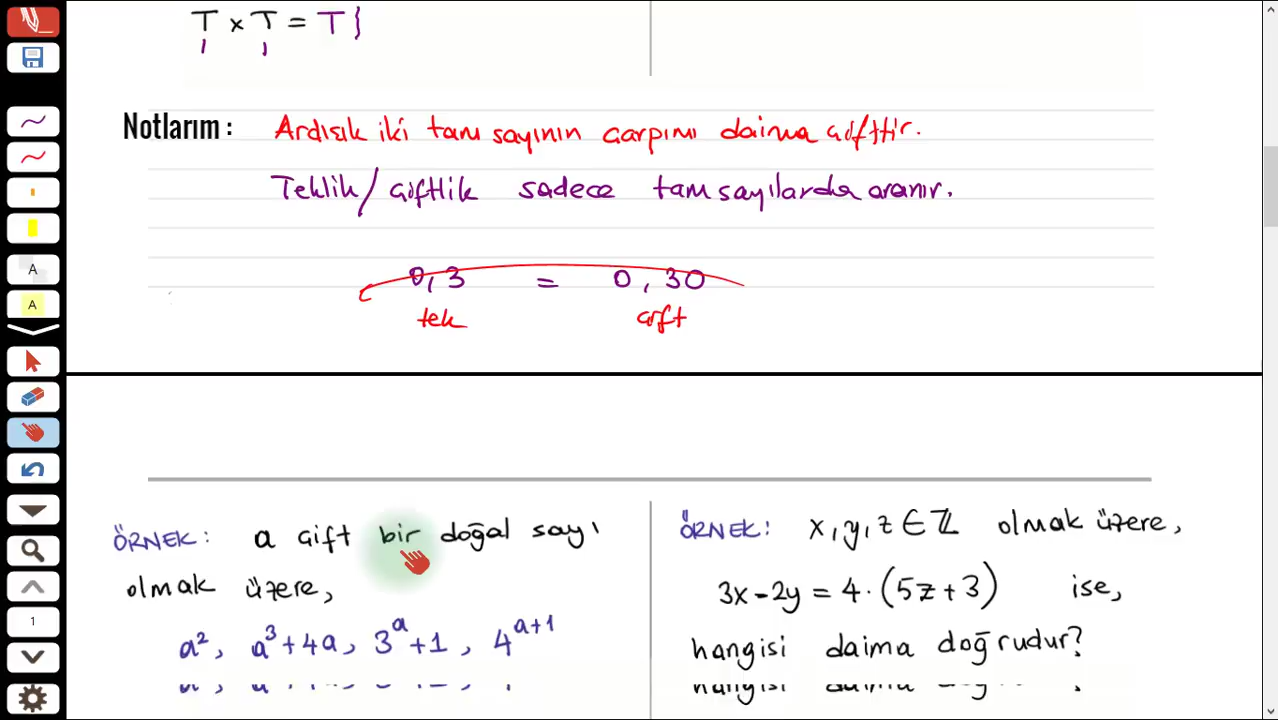 T x T = T}
Notlarım : Ardışık iki tam sayının çarpımı daima çifttir.
Teklik/çiftlik sadece tamsayılarda aranır.
0,3 = 0,30
tek çift
ÖRNEK: a çift bir doğal sayı
olmak üzere,
a², a³+4a, 3ᵃ+1, 4ᵃ⁺¹
ÖRNEK: x,y,z ∈ ℤ olmak üzere,
3x-2y = 4·(5z+3) ise,
hangisi daima doğrudur?
A
A
1